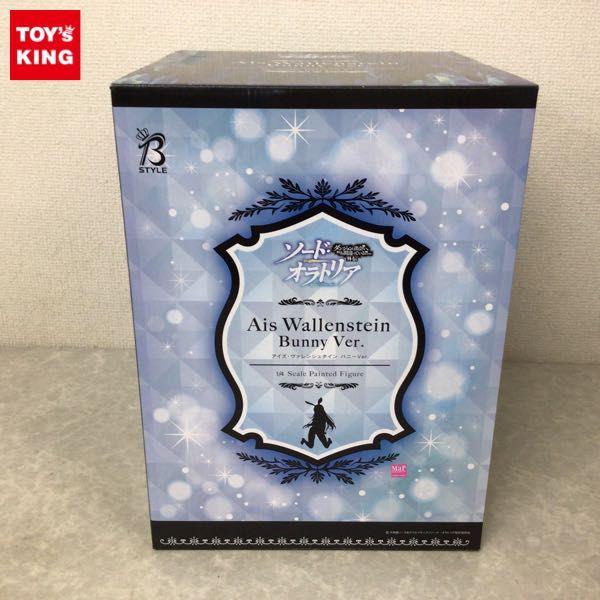 TOY's
KING
Ais Wallenstein
B
STYLE
ソード・
オラトリア
Ais Wallenstein
Bunny Ver.
アイズ・ヴァレンシュタイン バニーVer.
1/4 Scale Painted Figure